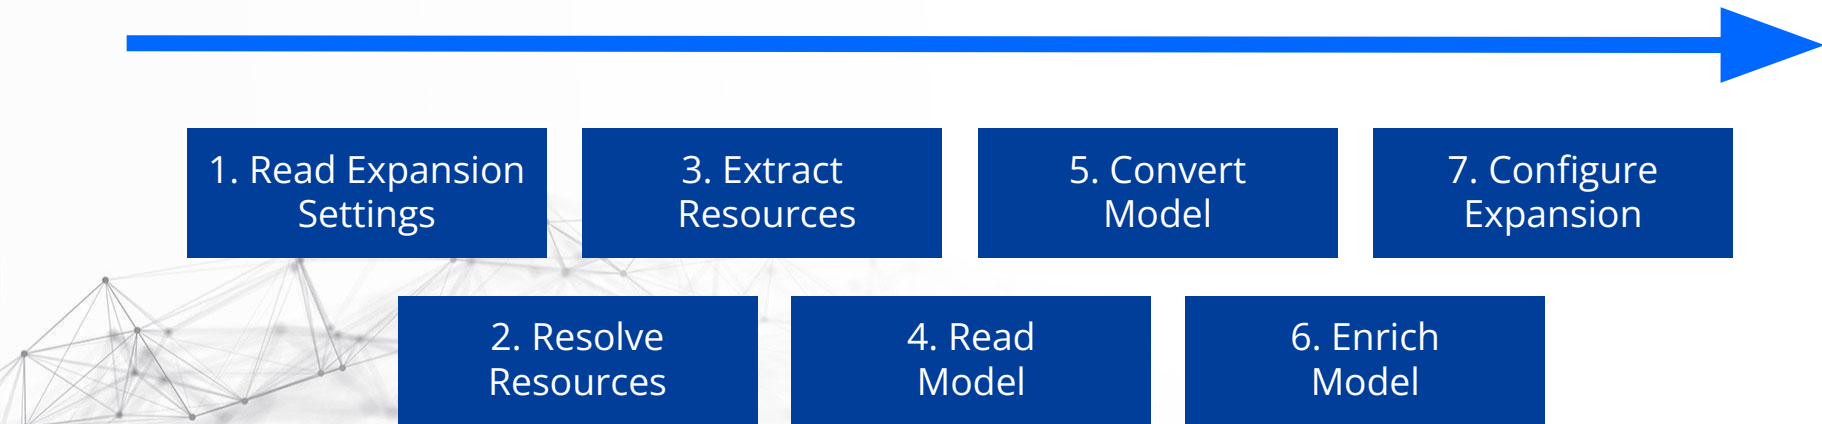 1. Read Expansion
Settings
2. Resolve
Resources
3. Extract
Resources
4. Read
Model
5. Convert
Model
6. Enrich
Model
7. Configure
Expansion